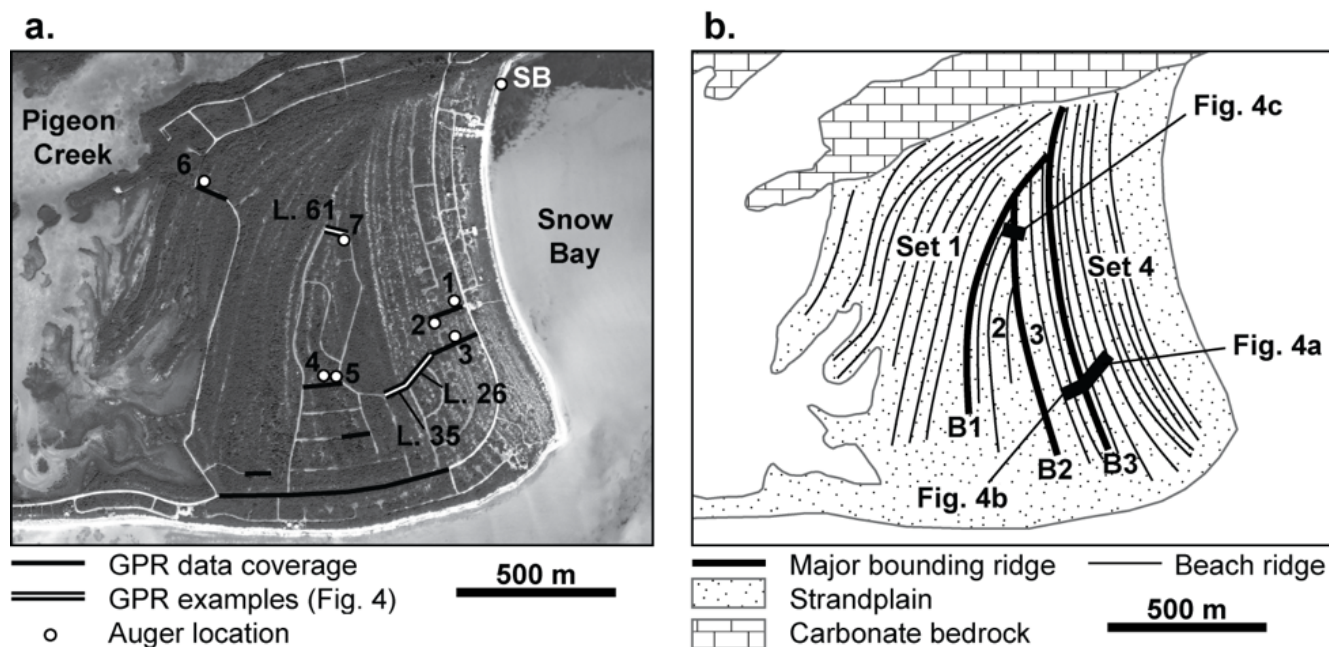 a.
SB
Pigeon
Creek
6
L. 61
7
Snow
Bay
1
2
3
4
5
L. 26
L. 35
GPR data coverage
GPR examples (Fig. 4)
Auger location
500 m
b.
Fig. 4c
Set 1
Set 4
2
3
Fig. 4a
B1
B2
B3
Fig. 4b
Major bounding ridge
Beach ridge
Strandplain
Carbonate bedrock
500 m